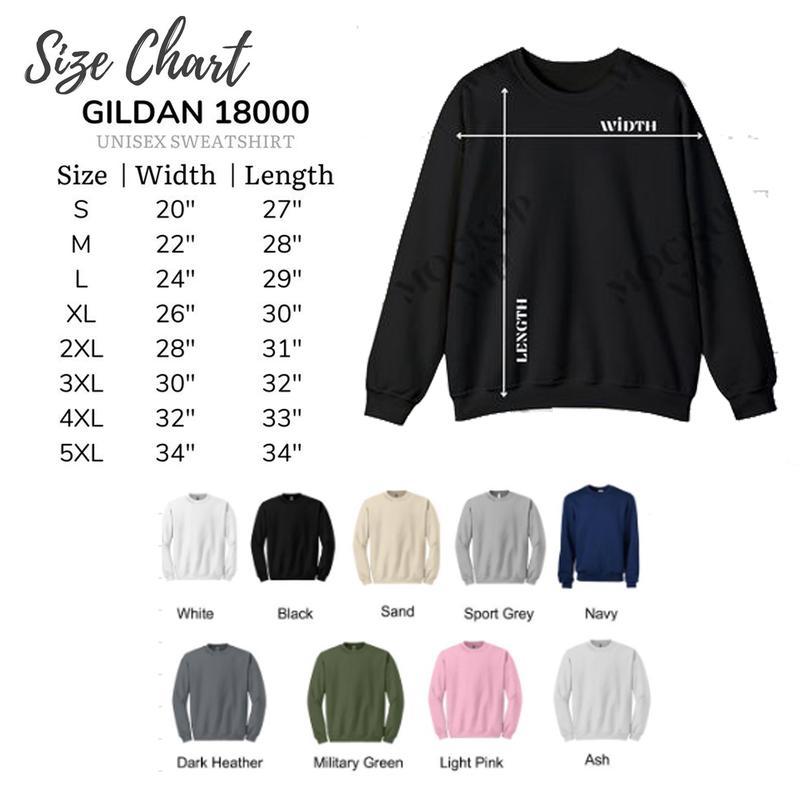 Size Chart
GILDAN 18000
UNISEX SWEATSHIRT
Size | Width | Length
S 20" 27"
M 22" 28"
L 24" 29"
XL 26" 30"
2XL 28" 31"
3XL 30" 32"
4XL 32" 33"
5XL 34" 34"
WiDTH
LENGTH
White Black Sand Sport Grey Navy
Dark Heather Military Green Light Pink Ash